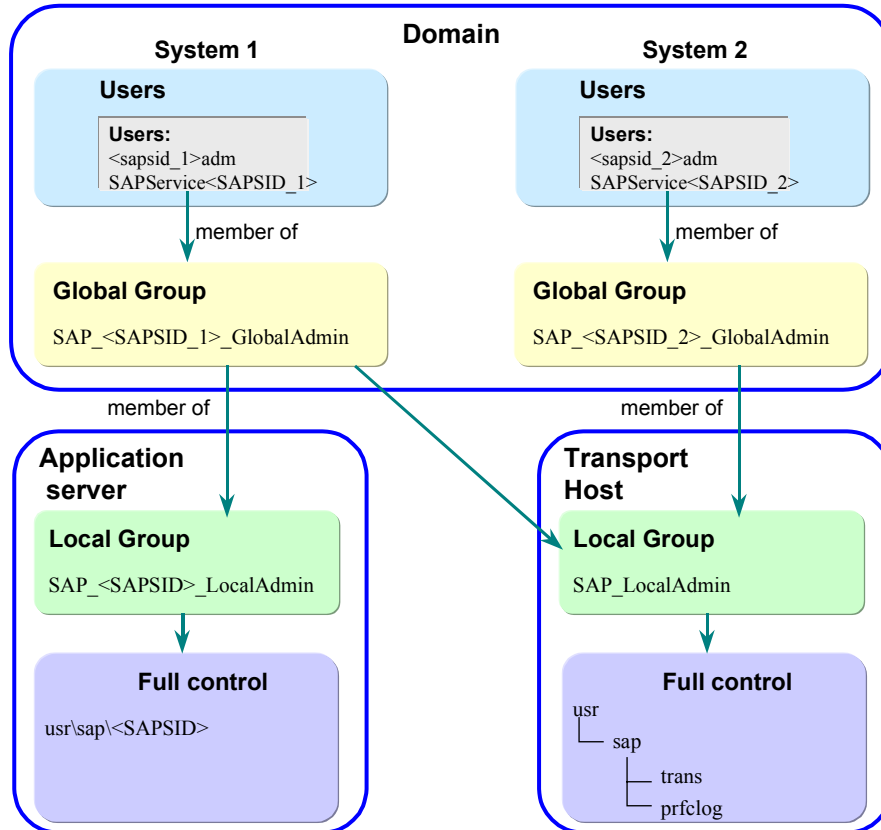 Domain
System 1
System 2
Users
Users:
<sapsid_1>adm
SAPService<SAPSID_1>
Users
Users:
<sapsid_2>adm
SAPService<SAPSID_2>
member of
member of
Global Group
SAP_<SAPSID_1>_GlobalAdmin
Global Group
SAP_<SAPSID_2>_GlobalAdmin
member of
member of
Application
server
Local Group
SAP_<SAPSID>_LocalAdmin
Full control
usr\sap\<SAPSID>
Transport
Host
Local Group
SAP_LocalAdmin
Full control
usr
sap
trans
prfclog